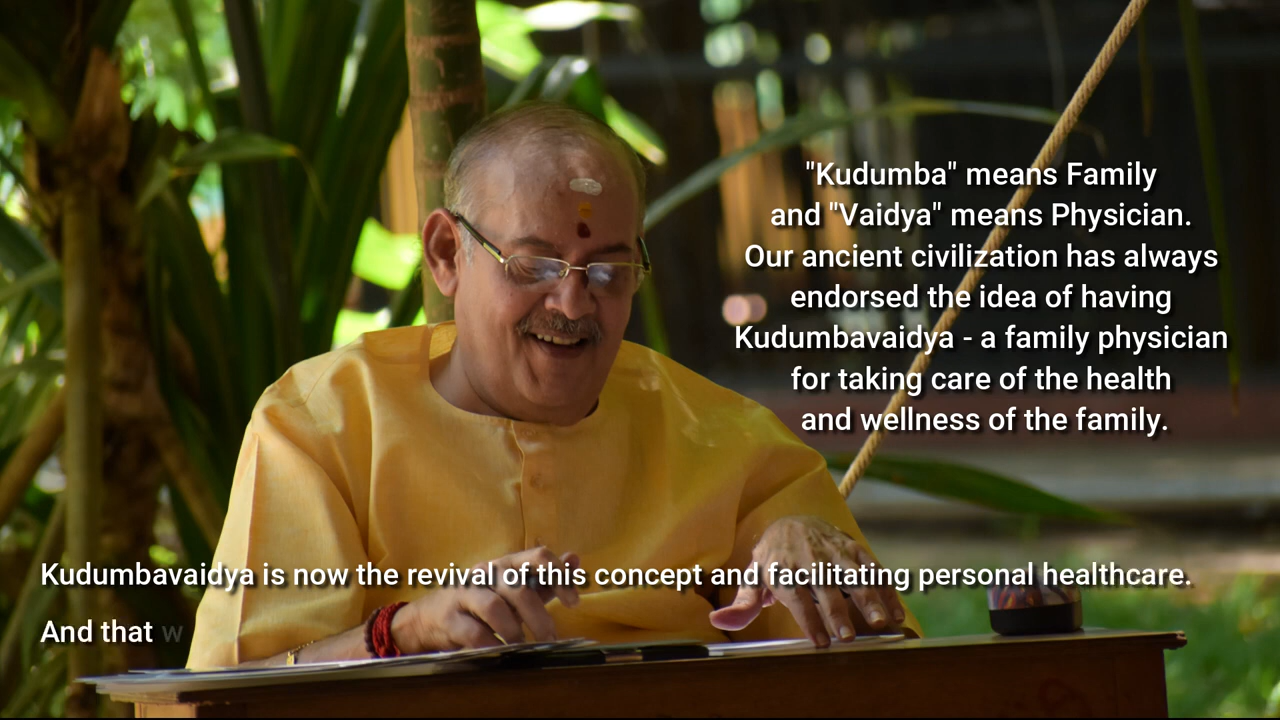 "Kudumba" means Family
and "Vaidya" means Physician.
Our ancient civilization has always
endorsed the idea of having
Kudumbavaidya - a family physician
for taking care of the health
and wellness of the family.
Kudumbavaidya is now the revival of this concept and facilitating personal healthcare.
And that w